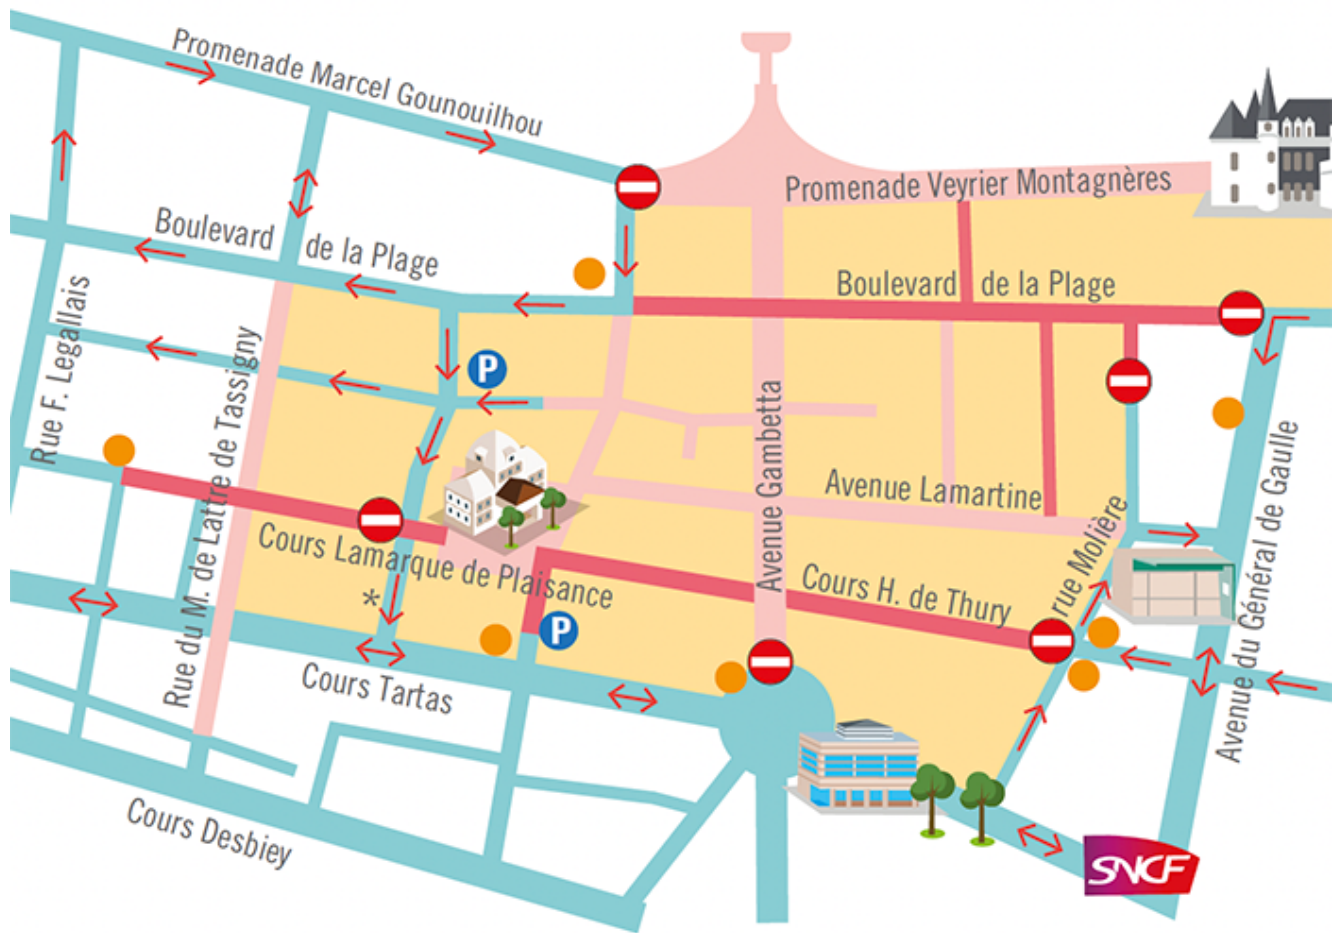 Promenade Marcel Gounouilhou
Promenade Veyrier Montagnères
Boulevard de la Plage
Boulevard de la Plage
Rue F. Legallais
Rue du M. de Lattre de Tassigny
P
Avenue Gambetta
Avenue Lamartine
Avenue du Général de Gaulle
Cours Lamarque de Plaisance
Cours H. de Thury
rue Molière
*
P
Cours Tartas
Cours Desbiey
SNCF